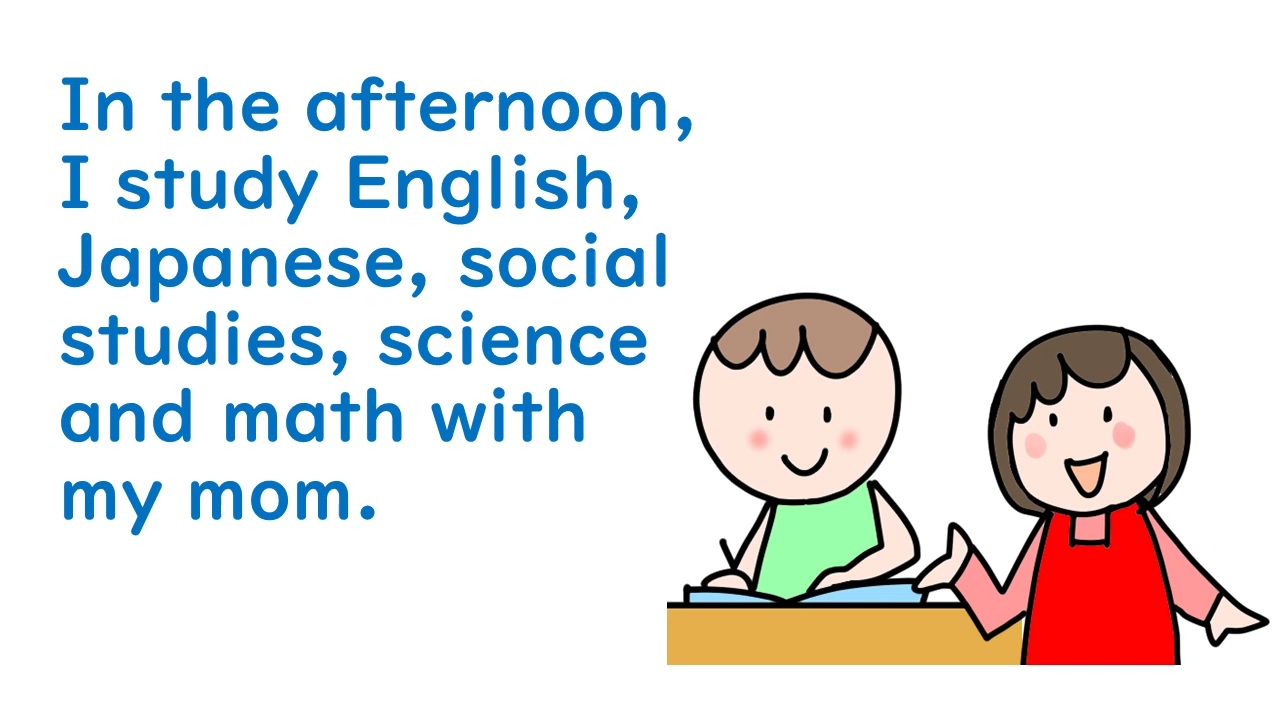 In the afternoon,
I study English,
Japanese, social
studies, science
and math with
my mom.